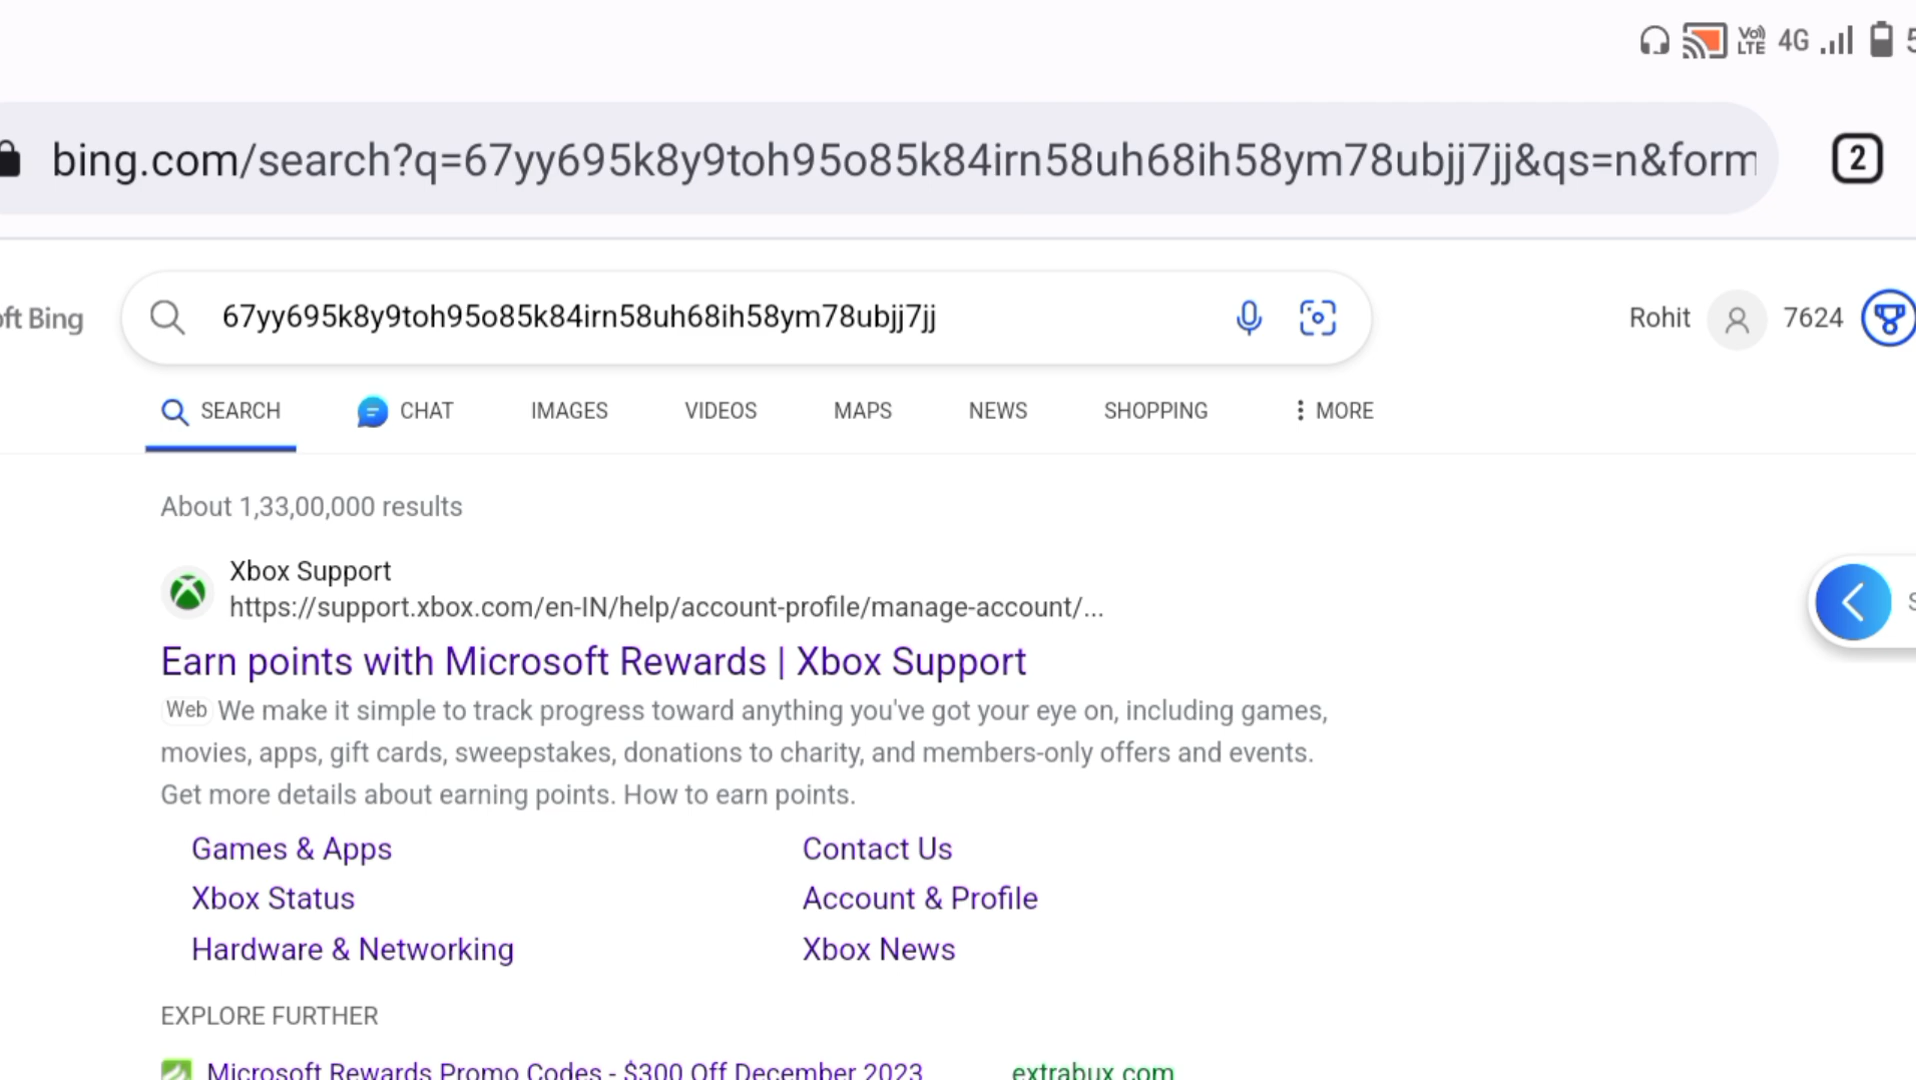 Vo) LTE 4G 5
bing.com/search?q=67yy695k8y9toh95o85k84irn58uh68ih58ym78ubjj7jj&qs=n&form
2
oft Bing
67yy695k8y9toh95o85k84irn58uh68ih58ym78ubjj7jj
Rohit
7624
SEARCH
CHAT
IMAGES
VIDEOS
MAPS
NEWS
SHOPPING
MORE
About 1,33,00,000 results
Xbox Support
https://support.xbox.com/en-IN/help/account-profile/manage-account/...
Earn points with Microsoft Rewards | Xbox Support
Web We make it simple to track progress toward anything you've got your eye on, including games,
movies, apps, gift cards, sweepstakes, donations to charity, and members-only offers and events.
Get more details about earning points. How to earn points.
Games & Apps
Contact Us
Xbox Status
Account & Profile
Hardware & Networking
Xbox News
EXPLORE FURTHER
Microsoft Rewards Promo Codes - $300 Off December 2023
extrabux.com